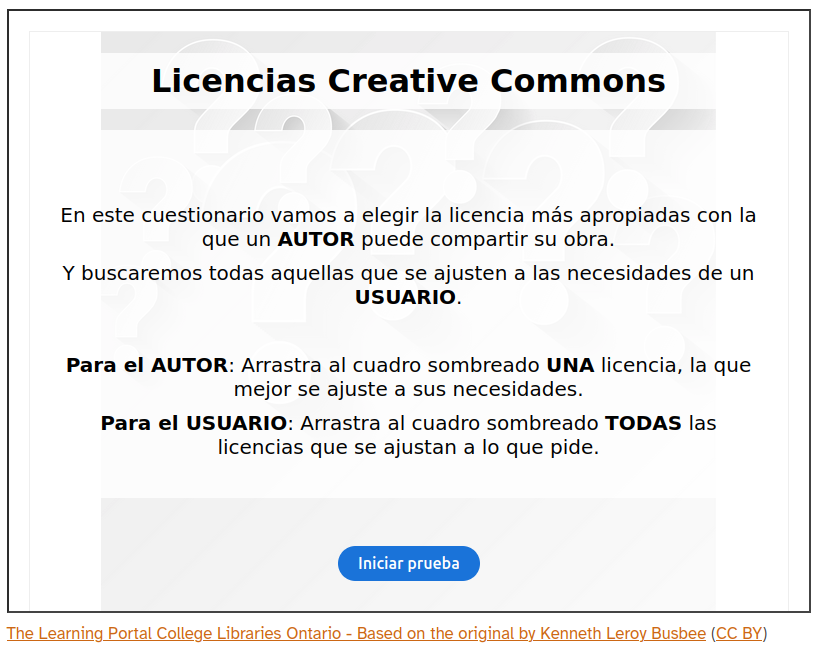 Licencias Creative Commons
En este cuestionario vamos a elegir la licencia más apropiadas con la
que un AUTOR puede compartir su obra.
Y buscaremos todas aquellas que se ajusten a las necesidades de un
USUARIO.
Para el AUTOR: Arrastra al cuadro sombreado UNA licencia, la que
mejor se ajuste a sus necesidades.
Para el USUARIO: Arrastra al cuadro sombreado TODAS las
licencias que se ajustan a lo que pide.
Iniciar prueba
The Learning Portal College Libraries Ontario - Based on the original by Kenneth Leroy Busbee (CC BY)